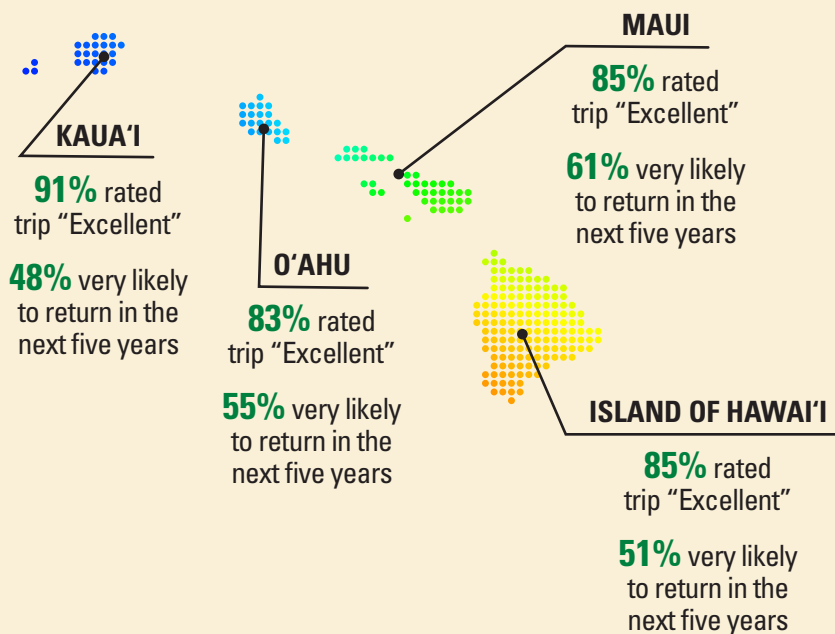 KAUAʻI
91% rated
trip “Excellent”
48% very likely
to return in the
next five years
OʻAHU
83% rated
trip “Excellent”
55% very likely
to return in the
next five years
MAUI
85% rated
trip “Excellent”
61% very likely
to return in the
next five years
ISLAND OF HAWAIʻI
85% rated
trip “Excellent”
51% very likely
to return in the
next five years